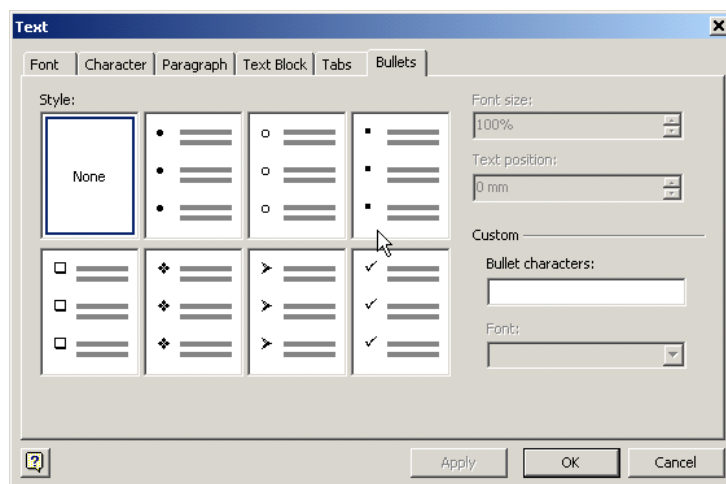 Text
Font Character Paragraph Text Block Tabs Bullets
Style:
None
Font size:
100%
Text position:
0 mm
Custom
Bullet characters:
Font:
Apply OK Cancel